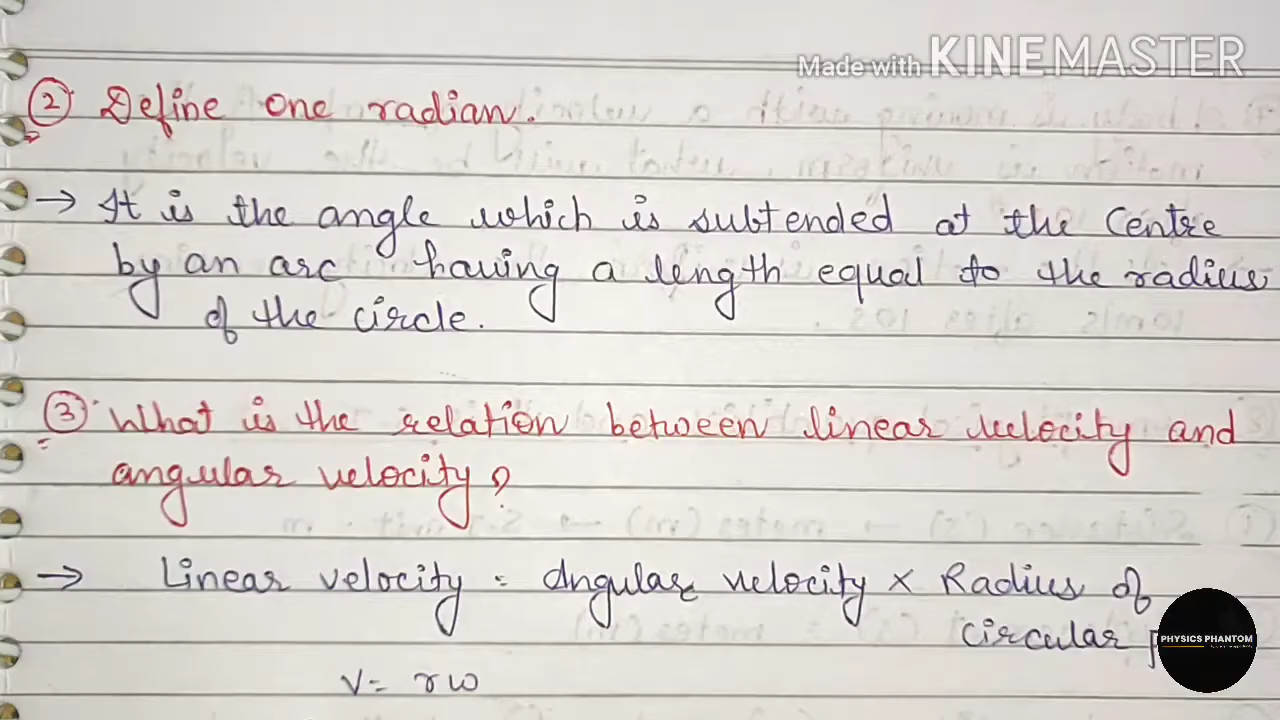 Made with KINEMASTER
② Define one radian.
→ It is the angle which is subtended at the centre
by an arc having a length equal to the radius
of the circle.
③ What is the relation between linear velocity and
angular velocity?
→ Linear velocity = Angular velocity × Radius of
circular
PHYSICS PHANTOM
V = rω